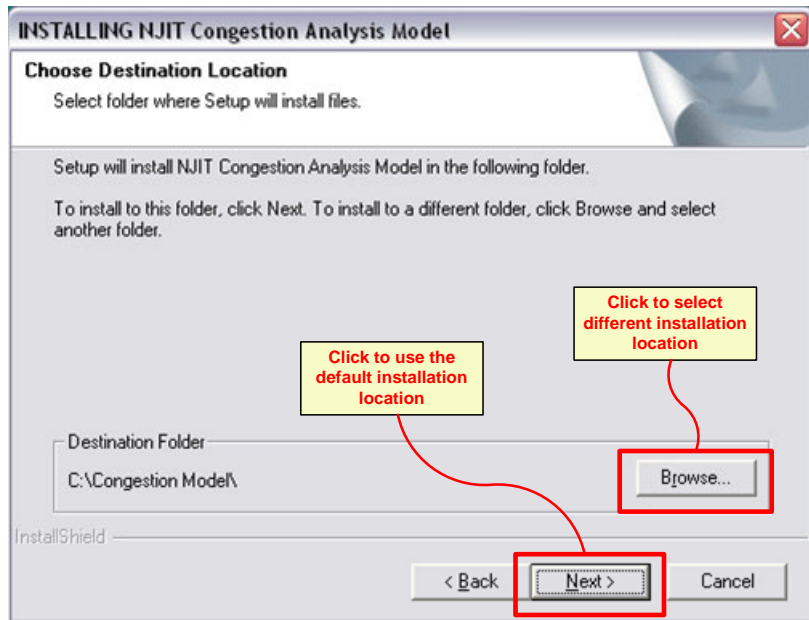 INSTALLING NJIT Congestion Analysis Model
Choose Destination Location
Select folder where Setup will install files.
Setup will install NJIT Congestion Analysis Model in the following folder.
To install to this folder, click Next. To install to a different folder, click Browse and select
another folder.
Click to select
different installation
location
Click to use the
default installation
location
Destination Folder
C:\Congestion Model\
Browse...
InstallShield
< Back
Next >
Cancel